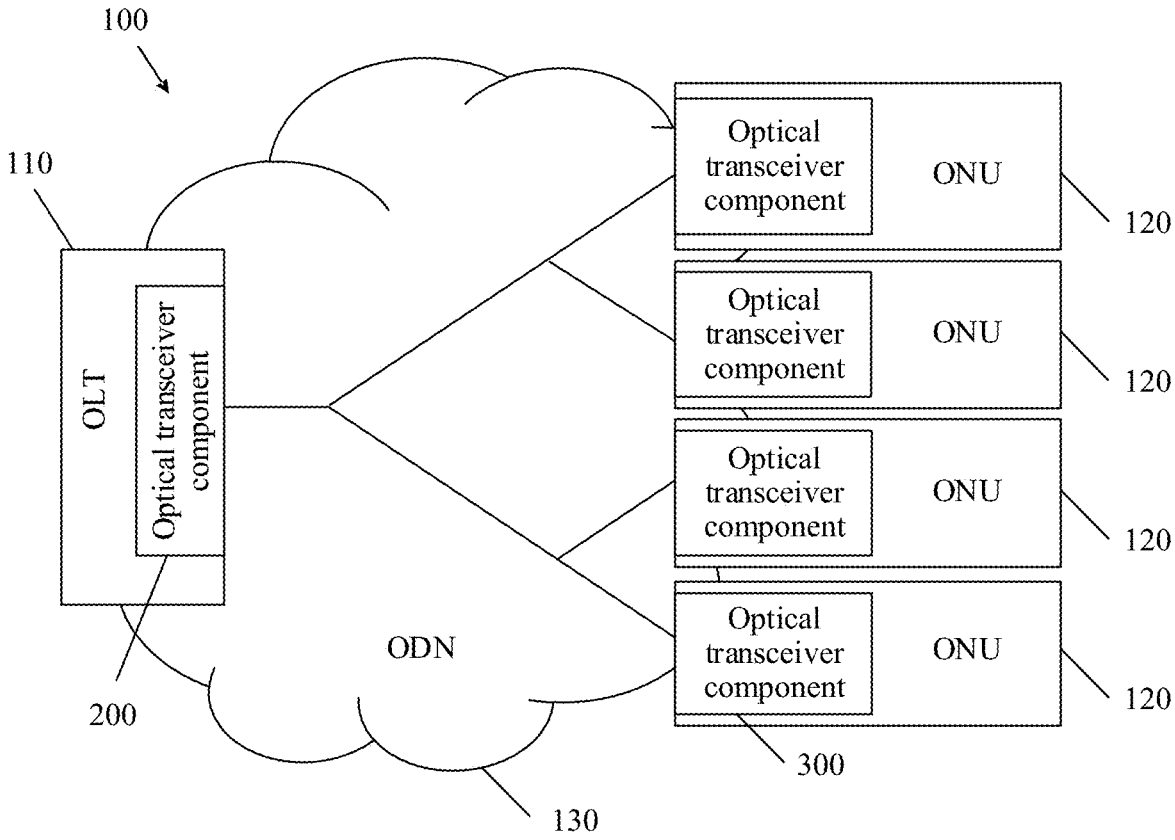 100
110
OLT
Optical transceiver
component
200
ODN
130
Optical
transceiver
component
ONU
120
Optical
transceiver
component
ONU
120
Optical
transceiver
component
ONU
120
Optical
transceiver
component
ONU
120
300